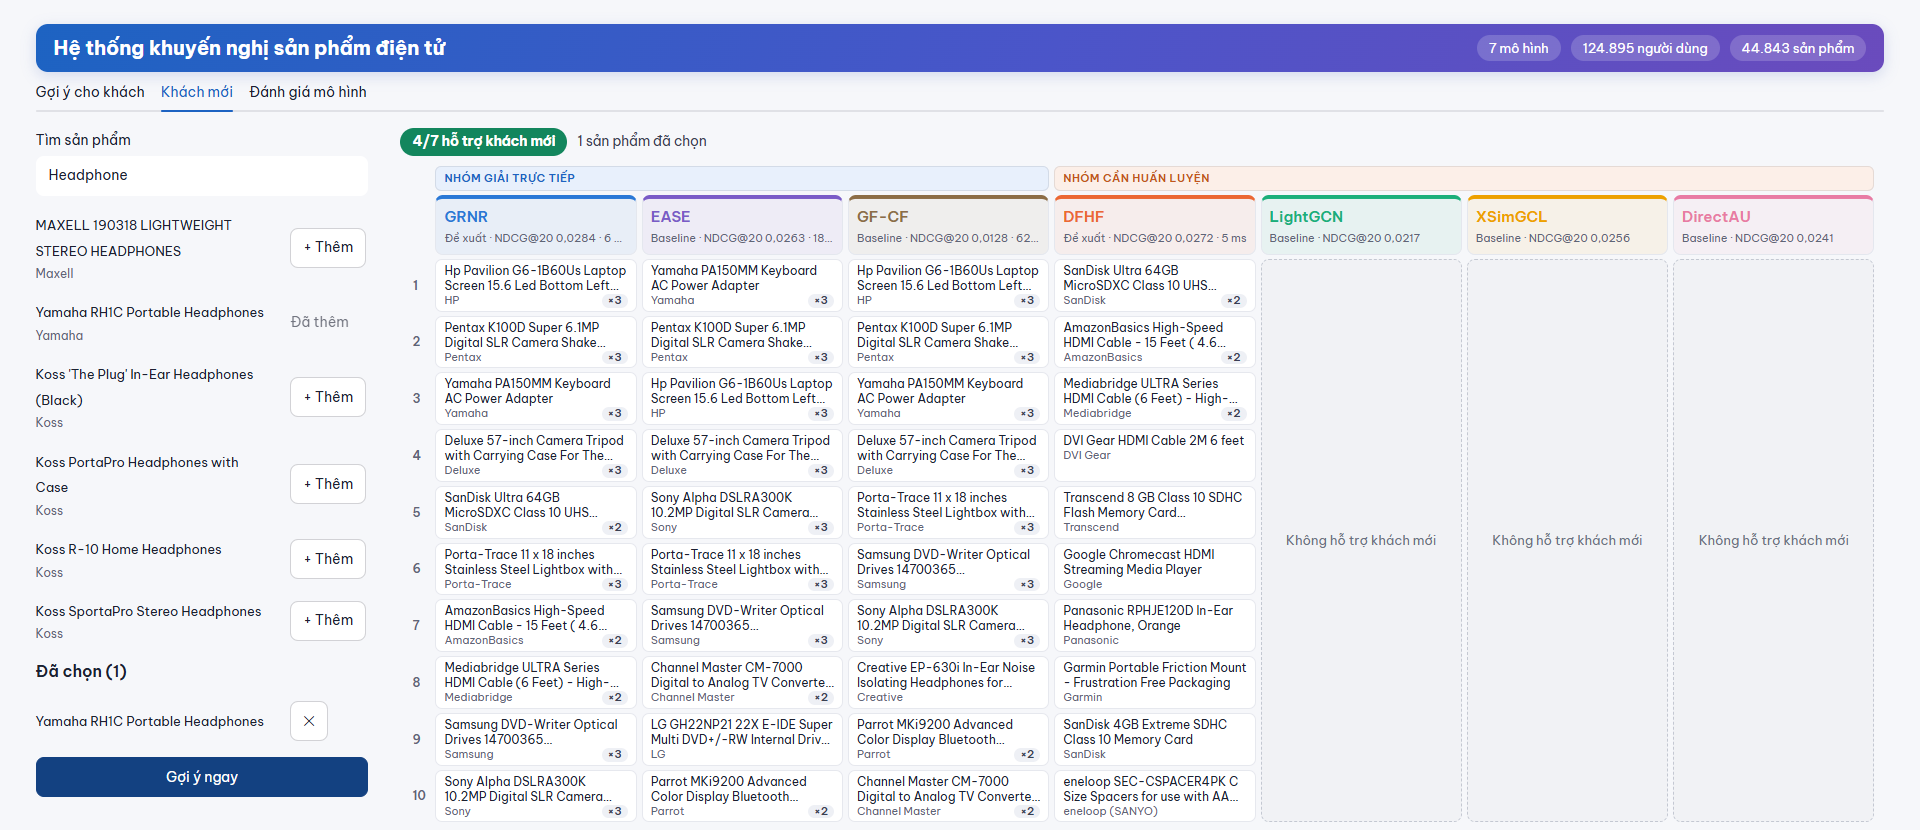 Hệ thống khuyến nghị sản phẩm điện tử
7 mô hình
124.895 người dùng
44.843 sản phẩm
Gợi ý cho khách
Khách mới
Đánh giá mô hình
Tìm sản phẩm
Headphone
MAXELL 190318 LIGHTWEIGHT
STEREO HEADPHONES
Maxell
+ Thêm
Yamaha RH1C Portable Headphones
Yamaha
Đã thêm
Koss 'The Plug' In-Ear Headphones
(Black)
Koss
+ Thêm
Koss PortaPro Headphones with
Case
Koss
+ Thêm
Koss R-10 Home Headphones
Koss
+ Thêm
Koss SportaPro Stereo Headphones
Koss
+ Thêm
Đã chọn (1)
Yamaha RH1C Portable Headphones
×
Gợi ý ngay
4/7 hỗ trợ khách mới
1 sản phẩm đã chọn
NHÓM GIẢI TRỰC TIẾP
NHÓM CẦN HUẤN LUYỆN
GRNR
Đề xuất · NDCG@20 0,0284 · 6 ...
EASE
Baseline · NDCG@20 0,0263 · 18...
GF-CF
Baseline · NDCG@20 0,0128 · 62...
DFHF
Đề xuất · NDCG@20 0,0272 · 5 ms
LightGCN
Baseline · NDCG@20 0,0217
XSimGCL
Baseline · NDCG@20 0,0256
DirectAU
Baseline · NDCG@20 0,0241
1
Hp Pavilion G6-1B60Us Laptop
Screen 15.6 Led Bottom Left...
HP
×3
Yamaha PA150MM Keyboard
AC Power Adapter
Yamaha
×3
Hp Pavilion G6-1B60Us Laptop
Screen 15.6 Led Bottom Left...
HP
×3
SanDisk Ultra 64GB
MicroSDXC Class 10 UHS...
SanDisk
×2
2
Pentax K100D Super 6.1MP
Digital SLR Camera Shake...
Pentax
×3
Pentax K100D Super 6.1MP
Digital SLR Camera Shake...
Pentax
×3
Pentax K100D Super 6.1MP
Digital SLR Camera Shake...
Pentax
×3
AmazonBasics High-Speed
HDMI Cable - 15 Feet ( 4.6...
AmazonBasics
×2
3
Yamaha PA150MM Keyboard
AC Power Adapter
Yamaha
×3
Hp Pavilion G6-1B60Us Laptop
Screen 15.6 Led Bottom Left...
HP
×3
Yamaha PA150MM Keyboard
AC Power Adapter
Yamaha
×3
Mediabridge ULTRA Series
HDMI Cable (6 Feet) - High-...
Mediabridge
×2
4
Deluxe 57-inch Camera Tripod
with Carrying Case For The...
Deluxe
×3
Deluxe 57-inch Camera Tripod
with Carrying Case For The...
Deluxe
×3
Deluxe 57-inch Camera Tripod
with Carrying Case For The...
Deluxe
×3
DVI Gear HDMI Cable 2M 6 feet
DVI Gear
5
SanDisk Ultra 64GB
MicroSDXC Class 10 UHS...
SanDisk
×2
Sony Alpha DSLRA300K
10.2MP Digital SLR Camera...
Sony
×3
Porta-Trace 11 x 18 inches
Stainless Steel Lightbox with...
Porta-Trace
×3
Transcend 8 GB Class 10 SDHC
Flash Memory Card...
Transcend
Không hỗ trợ khách mới
Không hỗ trợ khách mới
Không hỗ trợ khách mới
6
Porta-Trace 11 x 18 inches
Stainless Steel Lightbox with...
Porta-Trace
×3
Porta-Trace 11 x 18 inches
Stainless Steel Lightbox with...
Porta-Trace
×3
Samsung DVD-Writer Optical
Drives 14700365...
Samsung
×3
Google Chromecast HDMI
Streaming Media Player
Google
7
AmazonBasics High-Speed
HDMI Cable - 15 Feet ( 4.6...
AmazonBasics
×2
Samsung DVD-Writer Optical
Drives 14700365...
Samsung
×3
Sony Alpha DSLRA300K
10.2MP Digital SLR Camera...
Sony
×3
Panasonic RPHJE120D In-Ear
Headphone, Orange
Panasonic
8
Mediabridge ULTRA Series
HDMI Cable (6 Feet) - High-...
Mediabridge
×2
Channel Master CM-7000
Digital to Analog TV Converte...
Channel Master
×2
Creative EP-630i In-Ear Noise
Isolating Headphones for...
Creative
Garmin Portable Friction Mount
- Frustration Free Packaging
Garmin
9
Samsung DVD-Writer Optical
Drives 14700365...
Samsung
×3
LG GH22NP21 22X E-IDE Super
Multi DVD+/-RW Internal Driv...
LG
Parrot MKi9200 Advanced
Color Display Bluetooth...
Parrot
×2
SanDisk 4GB Extreme SDHC
Class 10 Memory Card
SanDisk
10
Sony Alpha DSLRA300K
10.2MP Digital SLR Camera...
Sony
×3
Parrot MKi9200 Advanced
Color Display Bluetooth...
Parrot
×2
Channel Master CM-7000
Digital to Analog TV Converte...
Channel Master
×2
eneloop SEC-CSPACER4PK C
Size Spacers for use with AA...
eneloop (SANYO)